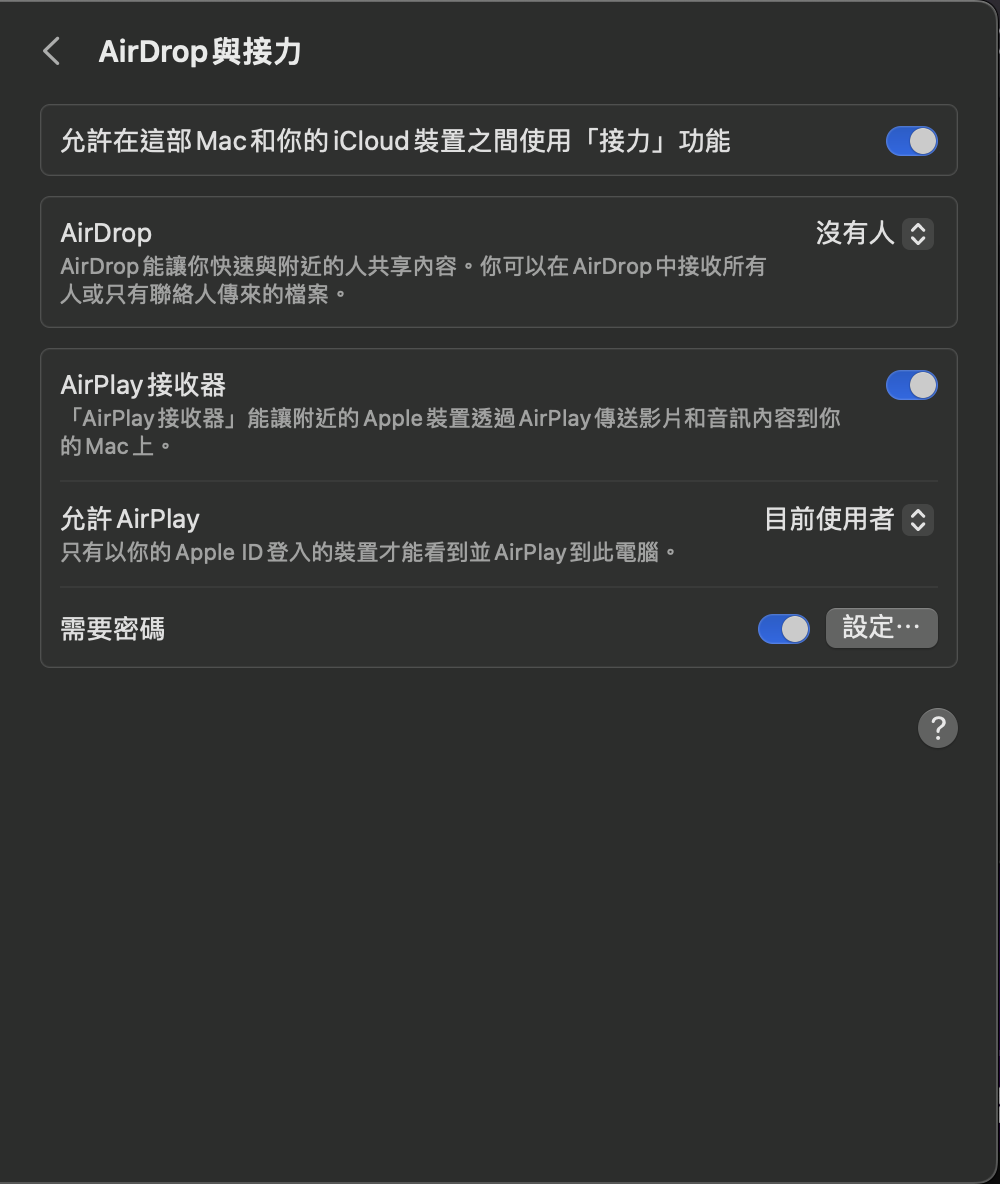 AirDrop與接力
允許在這部Mac和你的iCloud裝置之間使用「接力」功能
AirDrop
沒有人
AirDrop能讓你快速與附近的人共享內容。你可以在AirDrop中接收所有
人或只有聯絡人傳來的檔案。
AirPlay接收器
「AirPlay接收器」能讓附近的Apple裝置透過AirPlay傳送影片和音訊內容到你
的Mac上。
允許AirPlay
目前使用者
只有以你的Apple ID登入的裝置才能看到並AirPlay到此電腦。
需要密碼
設定⋯
?